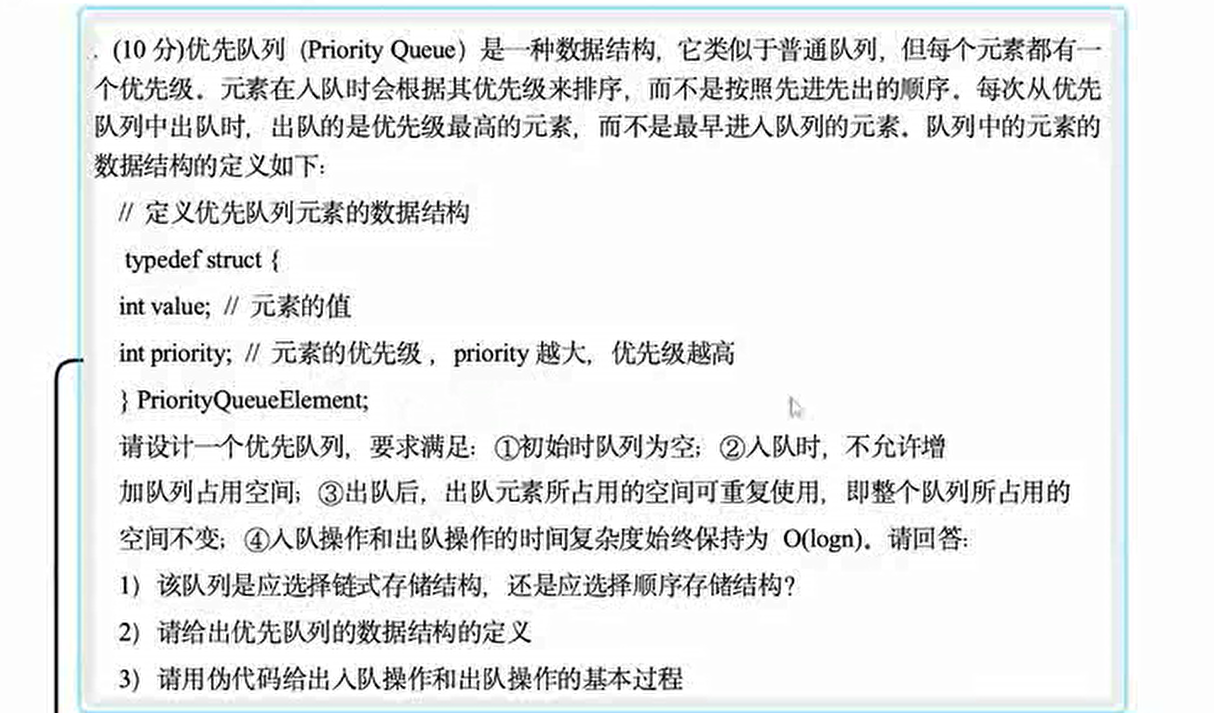 . (10 分)优先队列（Priority Queue）是一种数据结构，它类似于普通队列，但每个元素都有一
个优先级。元素在入队时会根据其优先级来排序，而不是按照先进先出的顺序。每次从优先
队列中出队时，出队的是优先级最高的元素，而不是最早进入队列的元素。队列中的元素的
数据结构的定义如下：
// 定义优先队列元素的数据结构
typedef struct {
int value; // 元素的值
int priority; // 元素的优先级，priority 越大，优先级越高
} PriorityQueueElement;
请设计一个优先队列，要求满足：①初始时队列为空；②入队时，不允许增
加队列占用空间；③出队后，出队元素所占用的空间可重复使用，即整个队列所占用的
空间不变；④入队操作和出队操作的时间复杂度始终保持为 O(logn)。请回答：
1）该队列是应选择链式存储结构，还是应选择顺序存储结构？
2）请给出优先队列的数据结构的定义
3）请用伪代码给出入队操作和出队操作的基本过程